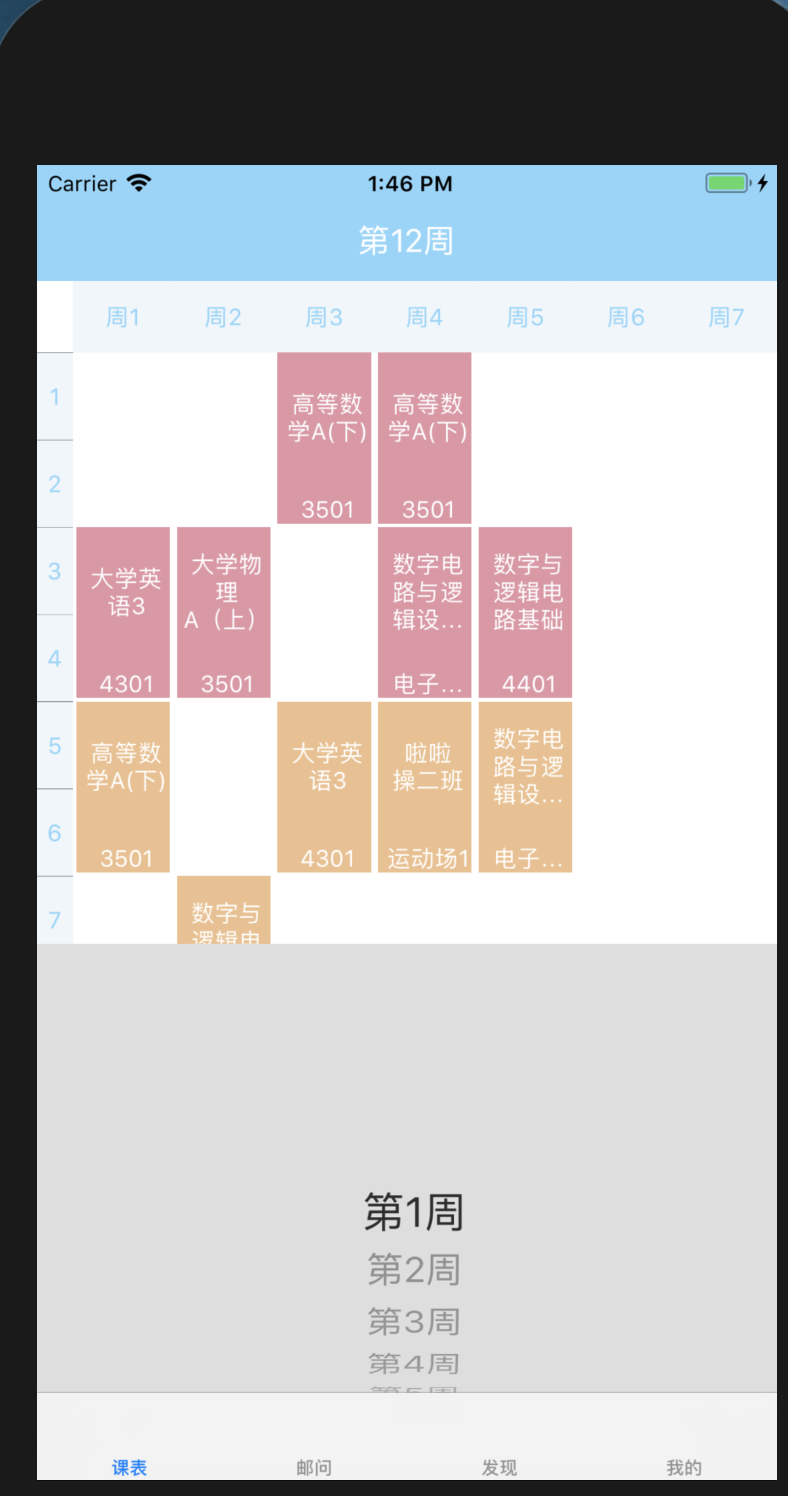 Carrier 1:46 PM
第12周
周1 周2 周3 周4 周5 周6 周7
1
高等数
学A(下)
3501
高等数
学A(下)
3501
2
3
大学英
语3
4301
大学物
理
A（上）
3501
数字电
路与逻
辑设...
电子...
数字与
逻辑电
路基础
4401
4
5
高等数
学A(下)
3501
大学英
语3
4301
啦啦
操二班
运动场1
数字电
路与逻
辑设...
电子...
6
7
数字与
逻辑电
第1周
第2周
第3周
第4周
第5周
课表 邮问 发现 我的